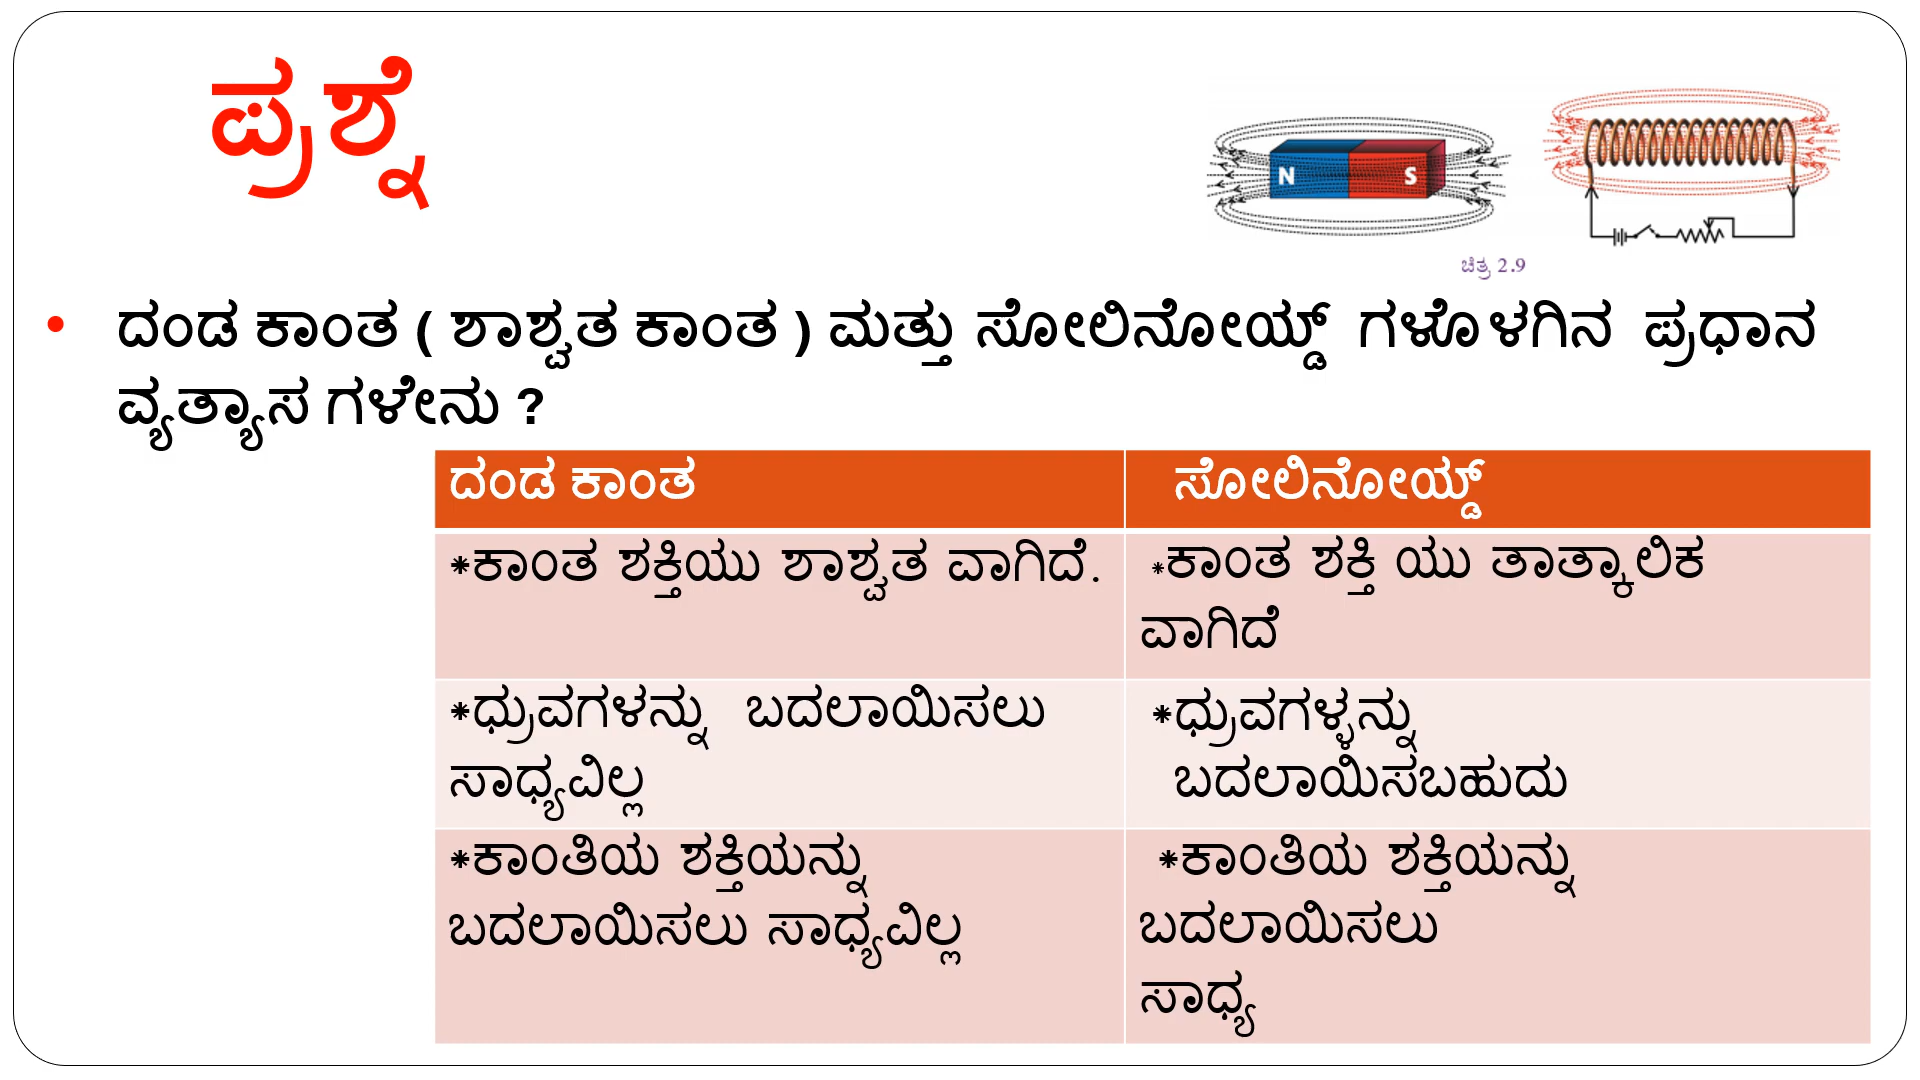 ಪ್ರಶ್ನೆ
N S
ಚಿತ್ರ 2.9
• ದಂಡ ಕಾಂತ ( ಶಾಶ್ವತ ಕಾಂತ ) ಮತ್ತು ಸೋಲಿನೋಯ್ಡ್ ಗಳೊಳಗಿನ ಪ್ರಧಾನ
ವ್ಯತ್ಯಾಸ ಗಳೇನು ?
ದಂಡ ಕಾಂತ
ಸೋಲಿನೋಯ್ಡ್
*ಕಾಂತ ಶಕ್ತಿಯು ಶಾಶ್ವತ ವಾಗಿದೆ.
*ಕಾಂತ ಶಕ್ತಿ ಯು ತಾತ್ಕಾಲಿಕ
ವಾಗಿದೆ
*ಧ್ರುವಗಳನ್ನು ಬದಲಾಯಿಸಲು
ಸಾಧ್ಯವಿಲ್ಲ
*ಧ್ರುವಗಳ್ಳನ್ನು
ಬದಲಾಯಿಸಬಹುದು
*ಕಾಂತಿಯ ಶಕ್ತಿಯನ್ನು
ಬದಲಾಯಿಸಲು ಸಾಧ್ಯವಿಲ್ಲ
*ಕಾಂತಿಯ ಶಕ್ತಿಯನ್ನು
ಬದಲಾಯಿಸಲು
ಸಾಧ್ಯ